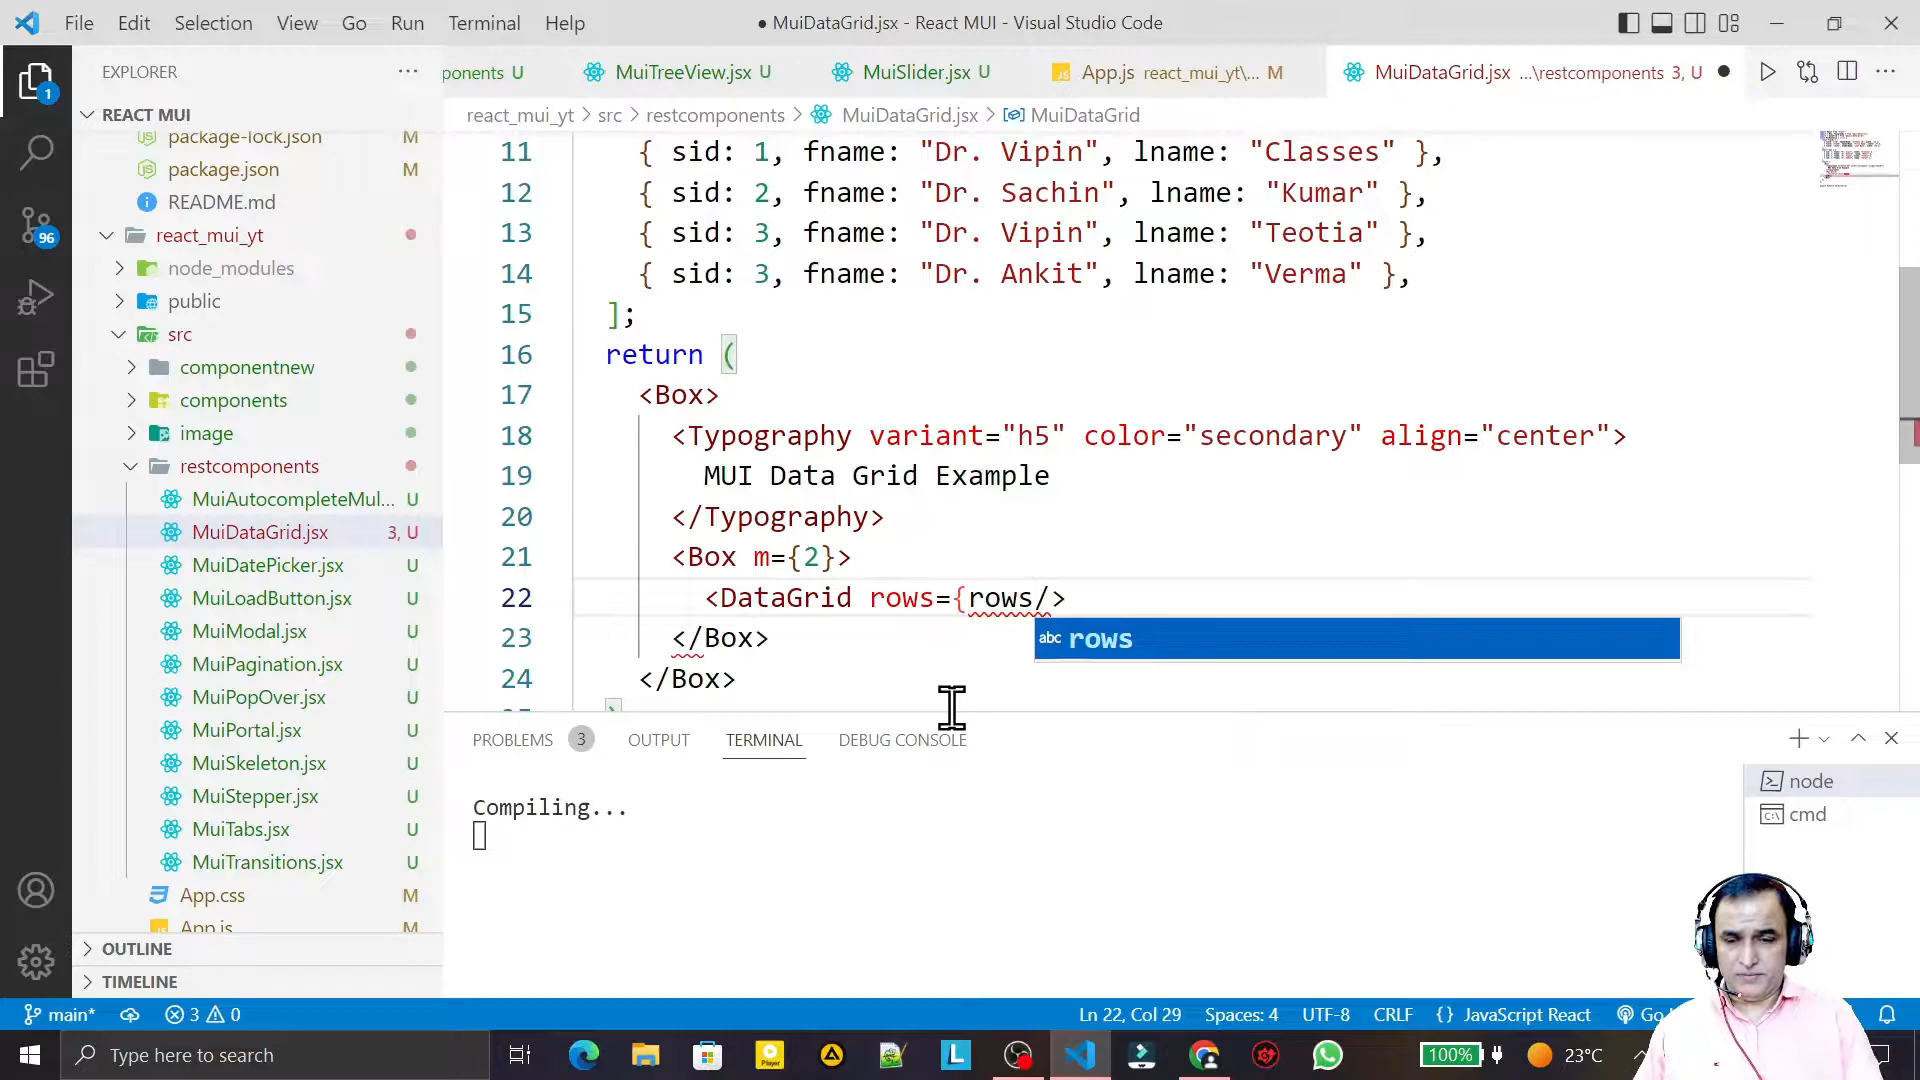 File Edit Selection View Go Run Terminal Help
● MuiDataGrid.jsx - React MUI - Visual Studio Code
EXPLORER
ponents U
MuiTreeView.jsx U
MuiSlider.jsx U
App.js react_mui_yt\... M
MuiDataGrid.jsx ...\restcomponents 3, U
react_mui_yt > src > restcomponents > MuiDataGrid.jsx > MuiDataGrid
REACT MUI
package-lock.json M
package.json M
README.md
react_mui_yt
node_modules
public
src
componentnew
components
image
restcomponents
MuiAutocompleteMul... U
MuiDataGrid.jsx 3, U
MuiDatePicker.jsx U
MuiLoadButton.jsx U
MuiModal.jsx U
MuiPagination.jsx U
MuiPopOver.jsx U
MuiPortal.jsx U
MuiSkeleton.jsx U
MuiStepper.jsx U
MuiTabs.jsx U
MuiTransitions.jsx U
App.css M
App.js M
OUTLINE
TIMELINE
1
96
11 { sid: 1, fname: "Dr. Vipin", lname: "Classes" },
12 { sid: 2, fname: "Dr. Sachin", lname: "Kumar" },
13 { sid: 3, fname: "Dr. Vipin", lname: "Teotia" },
14 { sid: 3, fname: "Dr. Ankit", lname: "Verma" },
15 ];
16 return (
17 <Box>
18 <Typography variant="h5" color="secondary" align="center">
19 MUI Data Grid Example
20 </Typography>
21 <Box m={2}>
22 <DataGrid rows={rows/>
abc rows
23 </Box>
24 </Box>
PROBLEMS 3 OUTPUT TERMINAL DEBUG CONSOLE
Compiling...
node
cmd
main* 3 0
Ln 22, Col 29 Spaces: 4 UTF-8 CRLF {} JavaScript React Go
Type here to search
Player
L
100%
23°C